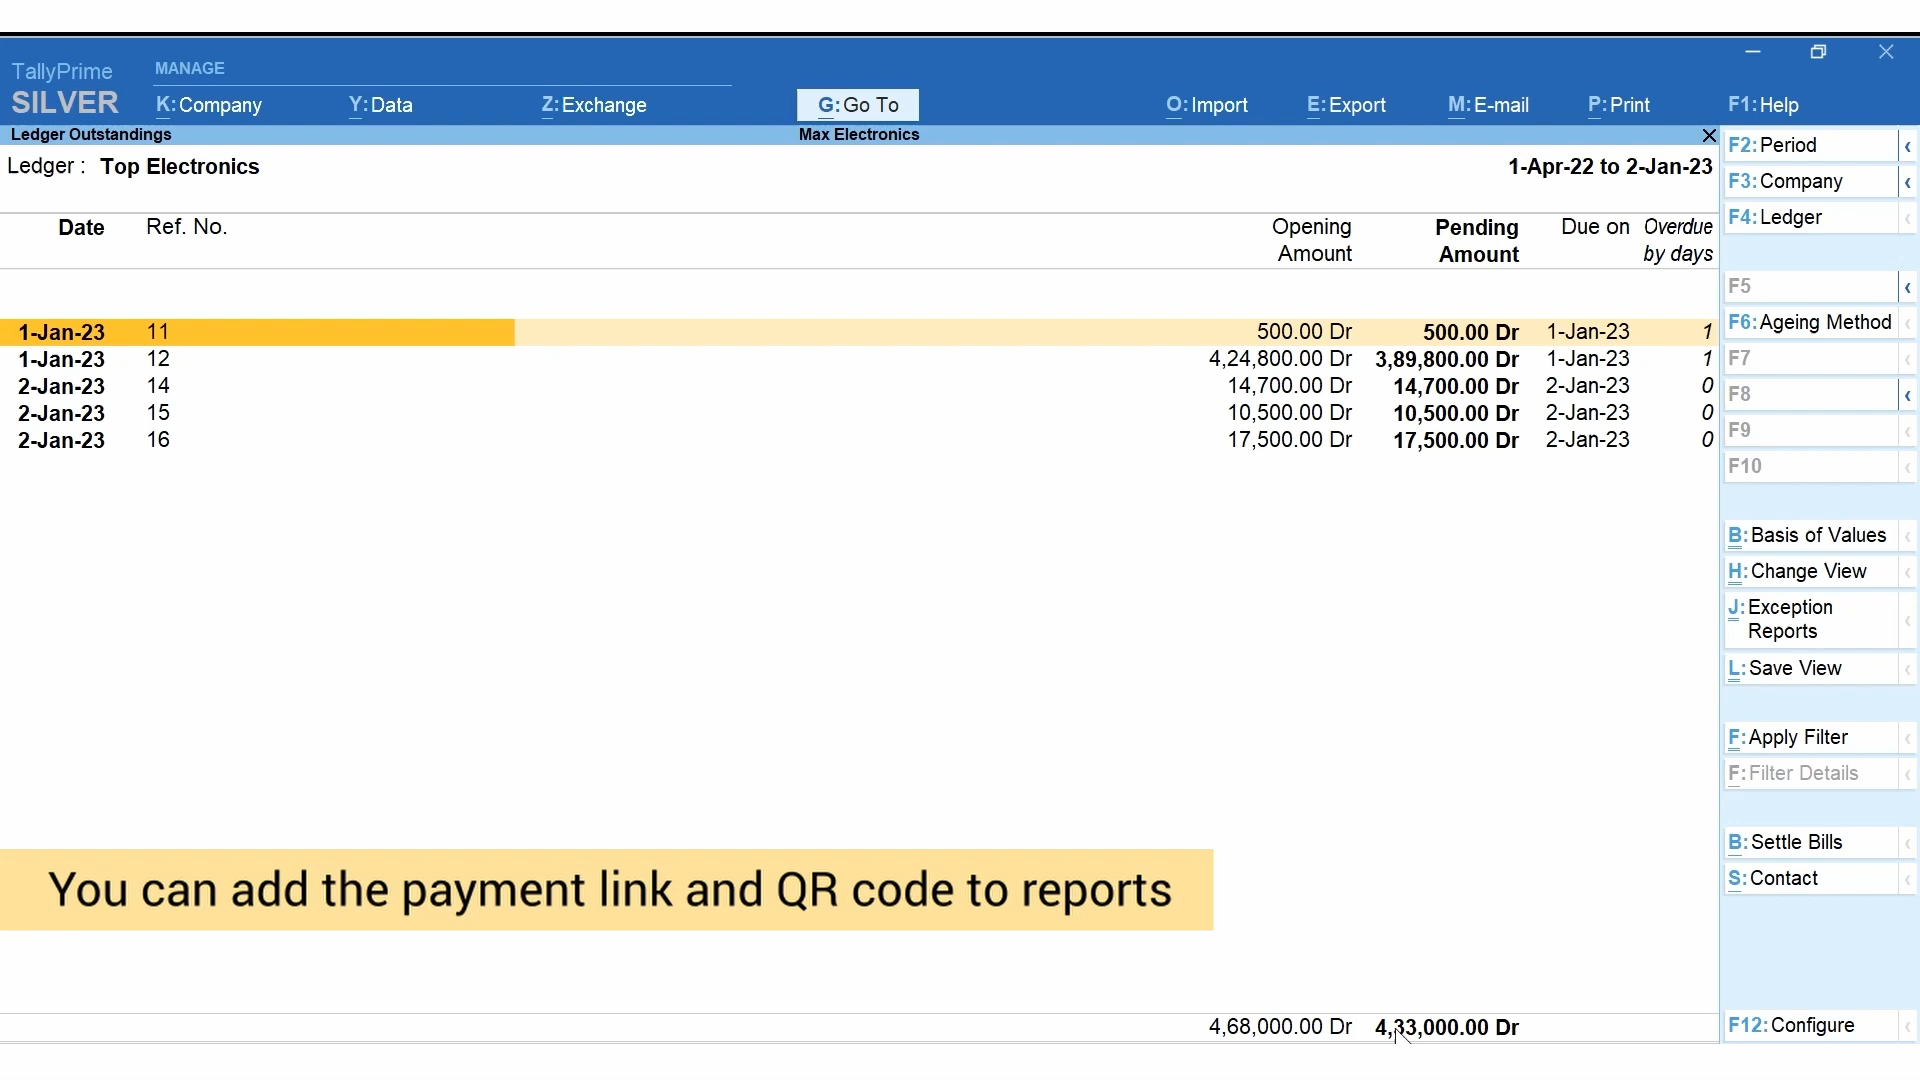 TallyPrime
SILVER
MANAGE
K:Company Y:Data Z:Exchange G:Go To O:Import E:Export M:E-mail P:Print F1:Help
Ledger Outstandings Max Electronics
Ledger : Top Electronics 1-Apr-22 to 2-Jan-23
Date Ref. No. Opening Pending Due on Overdue
Amount Amount by days
1-Jan-23 11 500.00 Dr 500.00 Dr 1-Jan-23 1
1-Jan-23 12 4,24,800.00 Dr 3,89,800.00 Dr 1-Jan-23 1
2-Jan-23 14 14,700.00 Dr 14,700.00 Dr 2-Jan-23 0
2-Jan-23 15 10,500.00 Dr 10,500.00 Dr 2-Jan-23 0
2-Jan-23 16 17,500.00 Dr 17,500.00 Dr 2-Jan-23 0
You can add the payment link and QR code to reports
4,68,000.00 Dr 4,33,000.00 Dr
F2:Period
F3:Company
F4:Ledger
F5
F6:Ageing Method
F7
F8
F9
F10
B:Basis of Values
H:Change View
J:Exception
Reports
L:Save View
F:Apply Filter
F:Filter Details
B:Settle Bills
S:Contact
F12:Configure